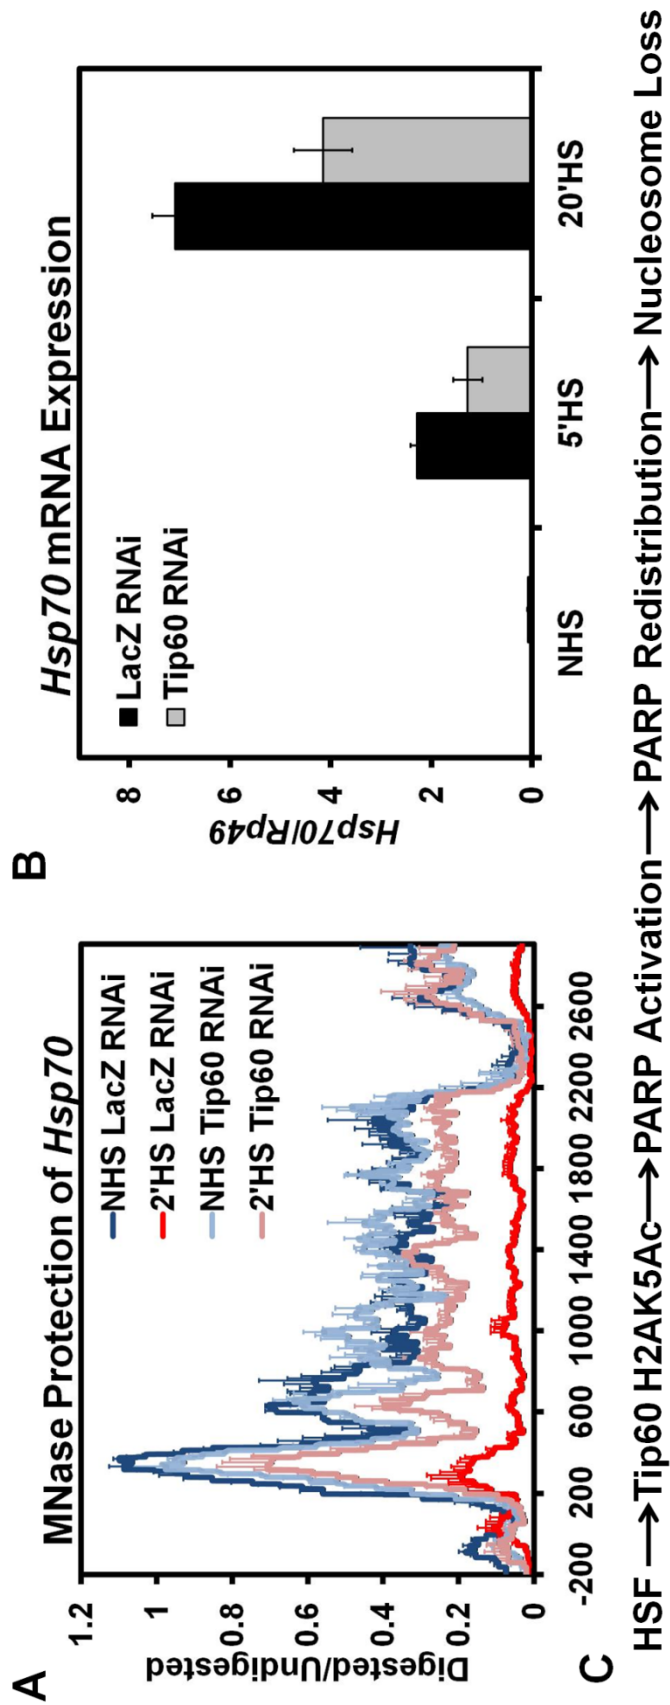 A
MNase Protection of Hsp70
NHS LacZ RNAi
2'HS LacZ RNAi
NHS Tip60 RNAi
2'HS Tip60 RNAi
Digested/Undigested
1.2
1
0.8
0.6
0.4
0.2
0
-200 200 600 1000 1400 1800 2200 2600
B
Hsp70 mRNA Expression
LacZ RNAi
Tip60 RNAi
Hsp70/Rp49
8
6
4
2
0
NHS 5'HS 20'HS
C
HSF → Tip60 H2AK5Ac → PARP Activation → PARP Redistribution → Nucleosome Loss